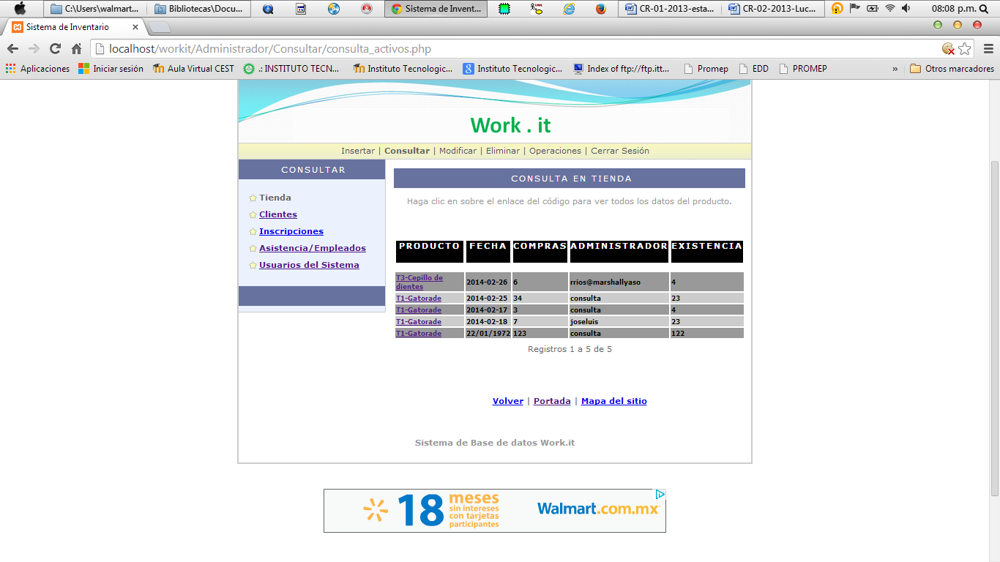 C:\Users\walmart... Bibliotecas\Docu... Sistema de Invent... UML CR-01-2013-esta... CR-02-2013-Luc... 08:08 p.m.
Sistema de Inventario
localhost/workit/Administrador/Consultar/consulta_activos.php
Aplicaciones Iniciar sesión Aula Virtual CEST .: INSTITUTO TECN... Instituto Tecnologic... Instituto Tecnologic... Index of ftp://ftp.itt... Promep EDD PROMEP » Otros marcadores
Work . it
Insertar | Consultar | Modificar | Eliminar | Operaciones | Cerrar Sesión
CONSULTAR
Tienda
Clientes
Inscripciones
Asistencia/Empleados
Usuarios del Sistema
CONSULTA EN TIENDA
Haga clic en sobre el enlace del código para ver todos los datos del producto.
PRODUCTO FECHA COMPRAS ADMINISTRADOR EXISTENCIA
T3-Cepillo de
dientes 2014-02-26 6 rrios@marshallyaso 4
T1-Gatorade 2014-02-25 34 consulta 23
T1-Gatorade 2014-02-17 3 consulta 4
T1-Gatorade 2014-02-18 7 joseluis 23
T1-Gatorade 22/01/1972 123 consulta 122
Registros 1 a 5 de 5
Volver | Portada | Mapa del sitio
Sistema de Base de datos Work.it
18 meses
sin intereses
con tarjetas
participantes
Walmart.com.mx